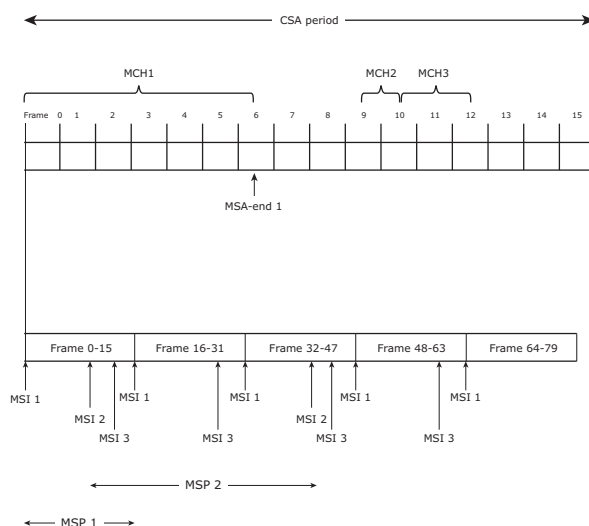 CSA period
MCH1 MCH2 MCH3
Frame 0 1 2 3 4 5 6 7 8 9 10 11 12 13 14 15
MSA-end 1
Frame 0-15 Frame 16-31 Frame 32-47 Frame 48-63 Frame 64-79
MSI 1 MSI 1 MSI 1 MSI 1 MSI 1
MSI 2 MSI 2
MSI 3 MSI 3 MSI 3 MSI 3
MSP 2
MSP 1